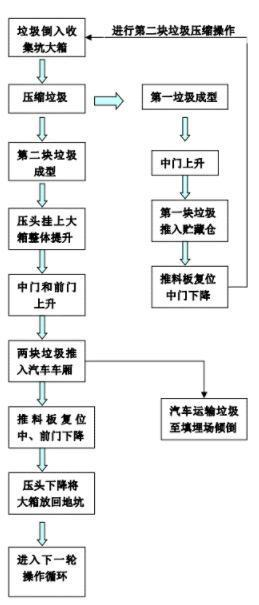 垃圾倒入收
集坑大箱
进行第二块垃圾压缩操作
压缩垃圾
第一垃圾成型
第二块垃圾
成型
中门上升
压头挂上大
箱整体提升
第一块垃圾
推入贮藏仓
中门和前门
上升
推料板复位
中门下降
两块垃圾推
入汽车车厢
推料板复位
中、前门下降
汽车运输垃圾
至填埋场倾倒
压头下降将
大箱放回地坑
进入下一轮
操作循环